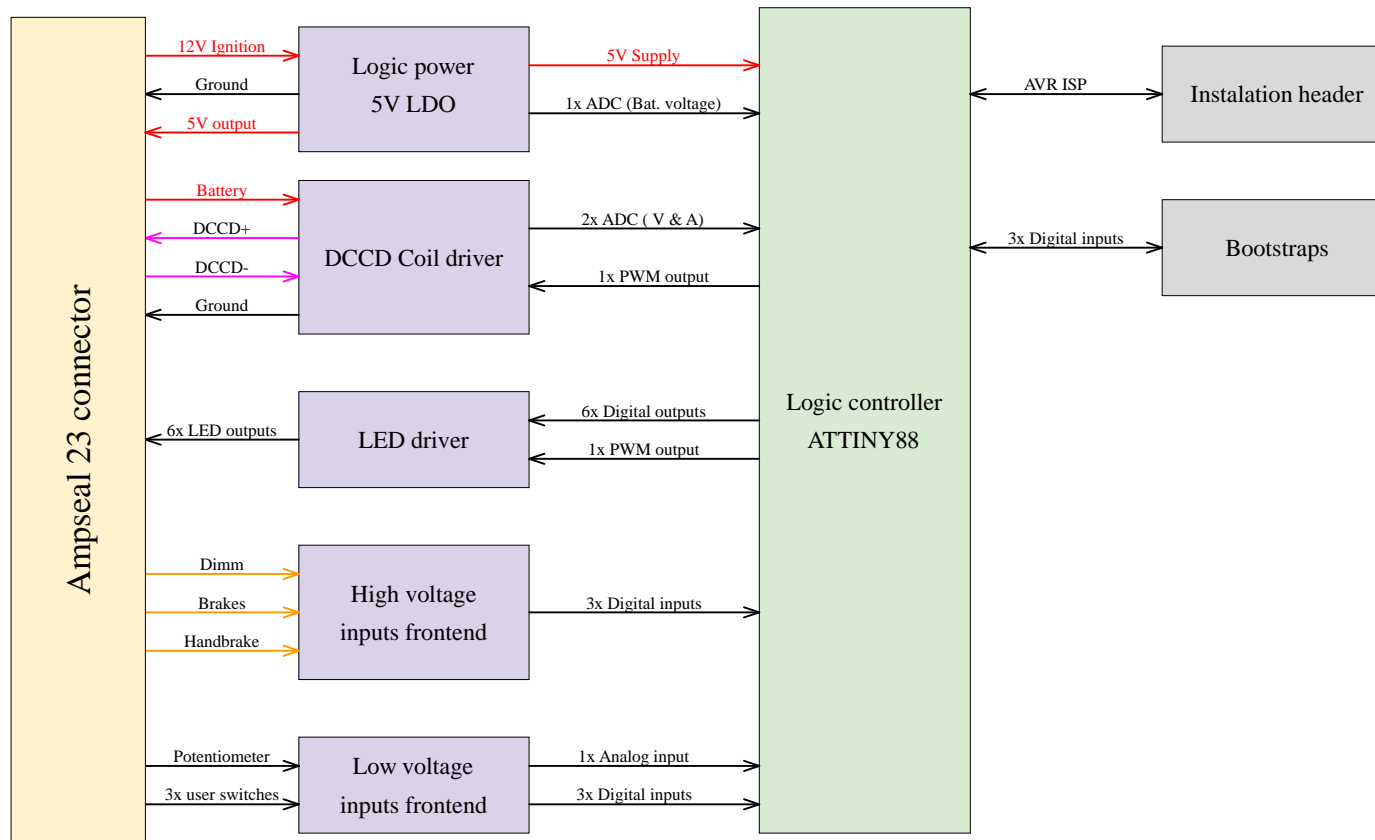 Ampseal 23 connector
12V Ignition
Ground
5V output
Logic power
5V LDO
5V Supply
1x ADC (Bat. voltage)
Battery
DCCD+
DCCD-
Ground
DCCD Coil driver
2x ADC ( V & A)
1x PWM output
6x LED outputs
LED driver
6x Digital outputs
1x PWM output
Dimm
Brakes
Handbrake
High voltage
inputs frontend
3x Digital inputs
Potentiometer
3x user switches
Low voltage
inputs frontend
1x Analog input
3x Digital inputs
Logic controller
ATTINY88
AVR ISP
Instalation header
3x Digital inputs
Bootstraps